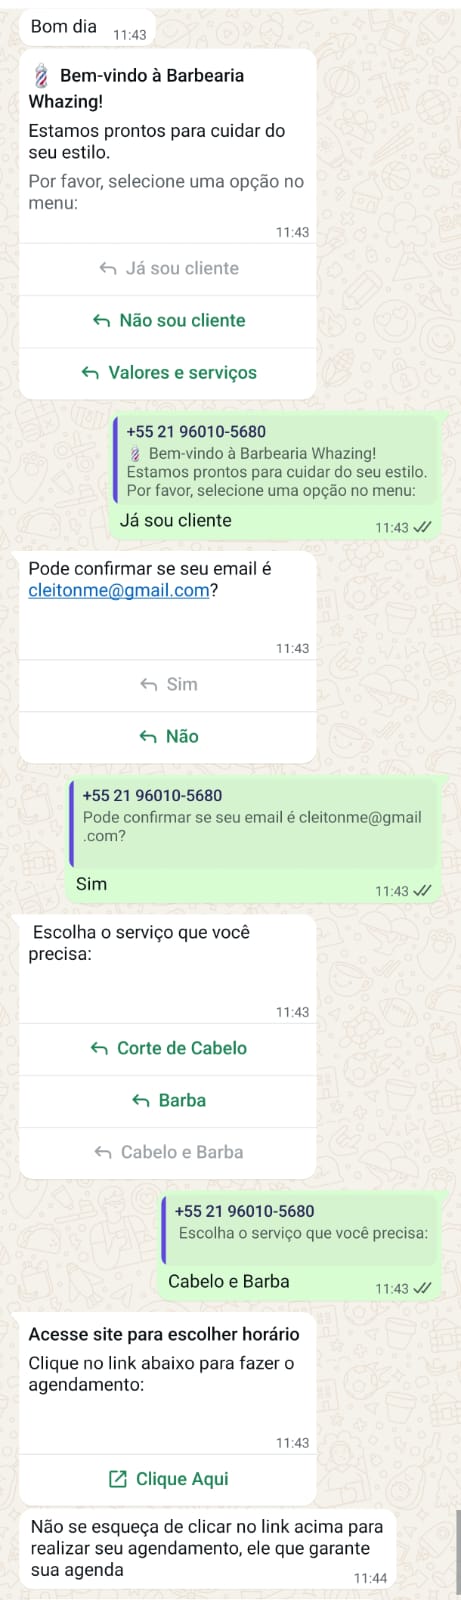 Bom dia 11:43
💈 Bem-vindo à Barbearia
Whazing!
Estamos prontos para cuidar do
seu estilo.
Por favor, selecione uma opção no
menu:
11:43
Já sou cliente
Não sou cliente
Valores e serviços
+55 21 96010-5680
💈 Bem-vindo à Barbearia Whazing!
Estamos prontos para cuidar do seu estilo.
Por favor, selecione uma opção no menu:
Já sou cliente 11:43
Pode confirmar se seu email é
cleitonme@gmail.com?
11:43
Sim
Não
+55 21 96010-5680
Pode confirmar se seu email é cleitonme@gmail
.com?
Sim 11:43
Escolha o serviço que você
precisa:
11:43
Corte de Cabelo
Barba
Cabelo e Barba
+55 21 96010-5680
Escolha o serviço que você precisa:
Cabelo e Barba 11:43
Acesse site para escolher horário
Clique no link abaixo para fazer o
agendamento:
11:43
Clique Aqui
Não se esqueça de clicar no link acima para
realizar seu agendamento, ele que garante
sua agenda 11:44